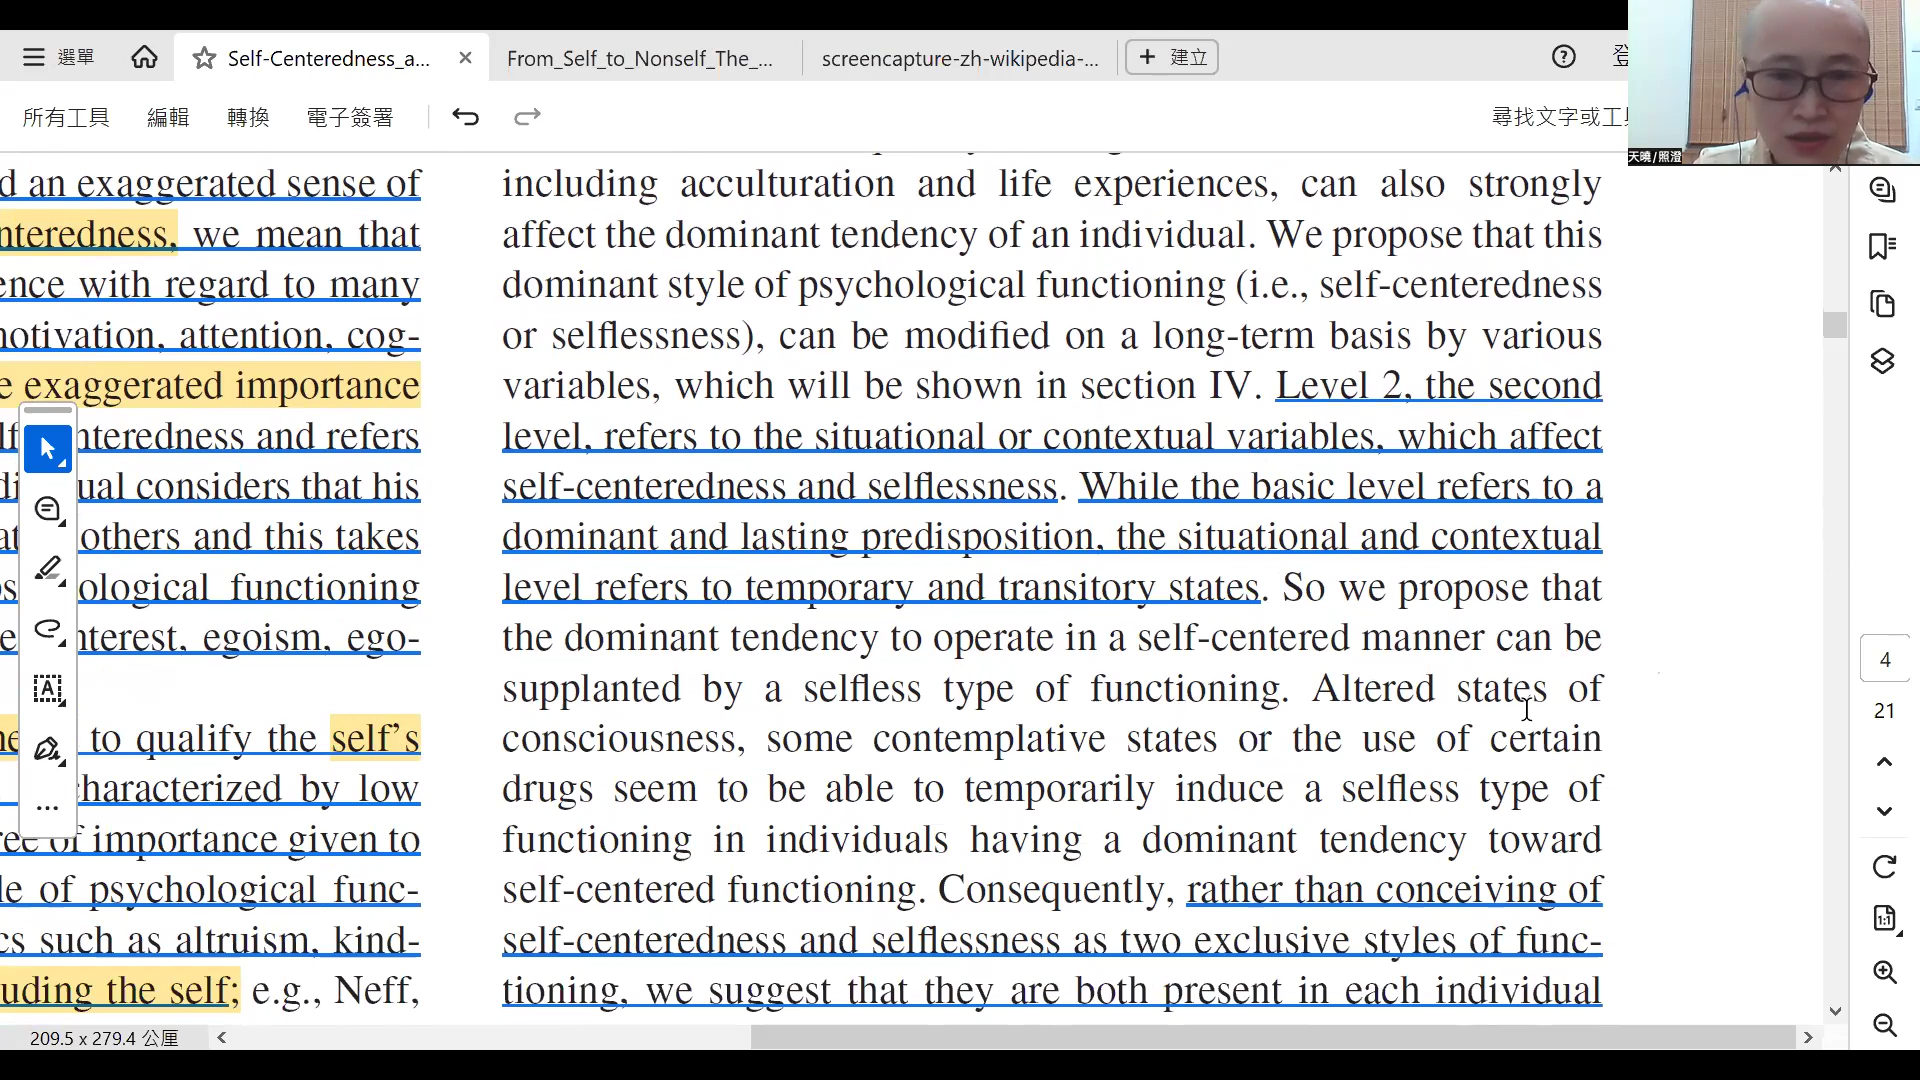 選單
Self-Centeredness_a...
From_Self_to_Nonself_The_...
screencapture-zh-wikipedia-...
建立
所有工具
編輯
轉換
電子簽署
尋找文字或工
天曉/照澄
d an exaggerated sense of
nteredness, we mean that
ence with regard to many
notivation, attention, cog-
e exaggerated importance
nteredness and refers
ual considers that his
others and this takes
ological functioning
nterest, egoism, ego-
to qualify the self's
characterized by low
ree of importance given to
le of psychological func-
cs such as altruism, kind-
uding the self; e.g., Neff,
including acculturation and life experiences, can also strongly
affect the dominant tendency of an individual. We propose that this
dominant style of psychological functioning (i.e., self-centeredness
or selflessness), can be modified on a long-term basis by various
variables, which will be shown in section IV. Level 2, the second
level, refers to the situational or contextual variables, which affect
self-centeredness and selflessness. While the basic level refers to a
dominant and lasting predisposition, the situational and contextual
level refers to temporary and transitory states. So we propose that
the dominant tendency to operate in a self-centered manner can be
supplanted by a selfless type of functioning. Altered states of
consciousness, some contemplative states or the use of certain
drugs seem to be able to temporarily induce a selfless type of
functioning in individuals having a dominant tendency toward
self-centered functioning. Consequently, rather than conceiving of
self-centeredness and selflessness as two exclusive styles of func-
tioning, we suggest that they are both present in each individual
4
21
209.5 x 279.4 公厘